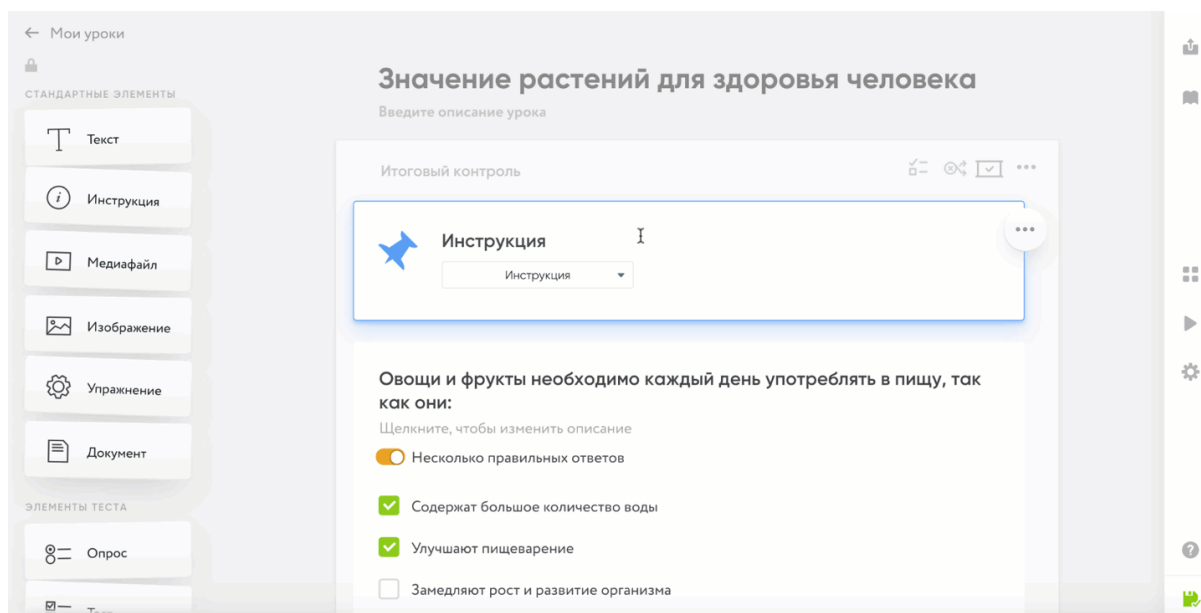 Мои уроки
СТАНДАРТНЫЕ ЭЛЕМЕНТЫ
Текст
Инструкция
Медиафайл
Изображение
Упражнение
Документ
ЭЛЕМЕНТЫ ТЕСТА
Опрос
Значение растений для здоровья человека
Введите описание урока
Итоговый контроль
Инструкция
Инструкция
Овощи и фрукты необходимо каждый день употреблять в пищу, так
как они:
Щелкните, чтобы изменить описание
Несколько правильных ответов
Содержат большое количество воды
Улучшают пищеварение
Замедляют рост и развитие организма